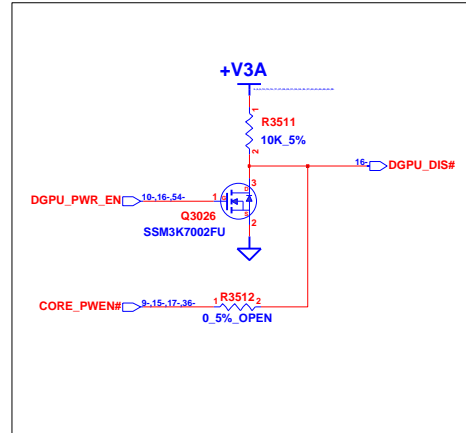 +V3A
1
R3511
10K_5%
2
16-
DGPU_DIS#
3
D
DGPU_PWR_EN
10-,16-,54-
1
G
Q3026
S
SSM3K7002FU
2
CORE_PWEN#
9-,15-,17-,36-
1
R3512
2
0_5%_OPEN